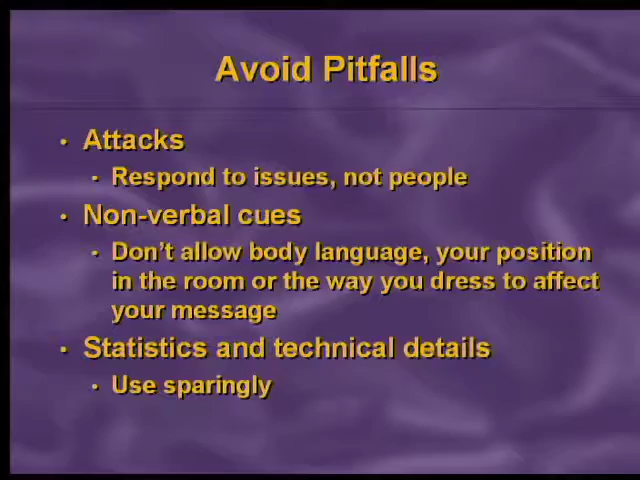 Avoid Pitfalls
• Attacks
• Respond to issues, not people
• Non-verbal cues
• Don't allow body language, your position
in the room or the way you dress to affect
your message
• Statistics and technical details
• Use sparingly